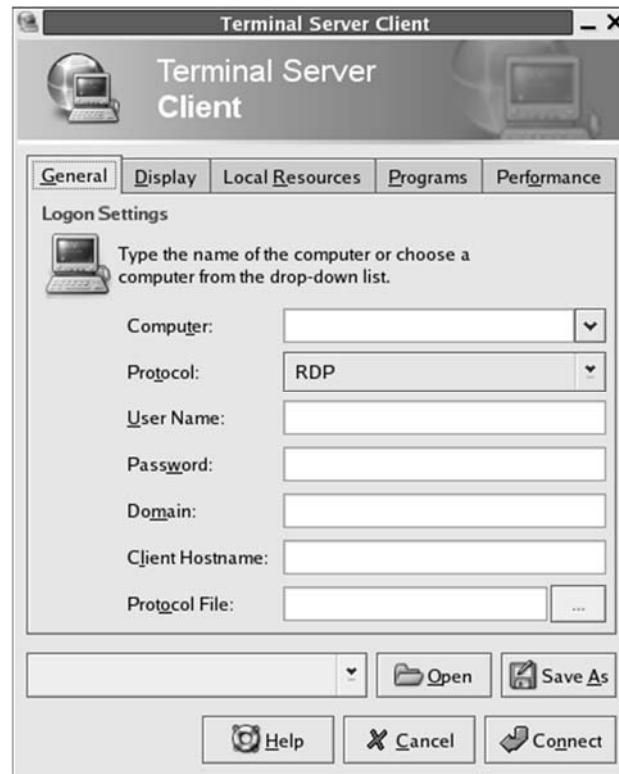 Terminal Server Client
Terminal Server
Client
General Display Local Resources Programs Performance
Logon Settings
Type the name of the computer or choose a
computer from the drop-down list.
Computer:
Protocol: RDP
User Name:
Password:
Domain:
Client Hostname:
Protocol File: ...
Open Save As
Help Cancel Connect